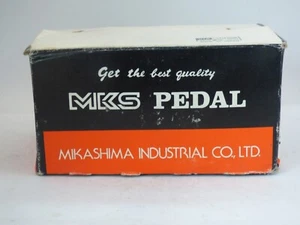 Get the best quality
MKS PEDAL
MIKASHIMA INDUSTRIAL CO., LTD.